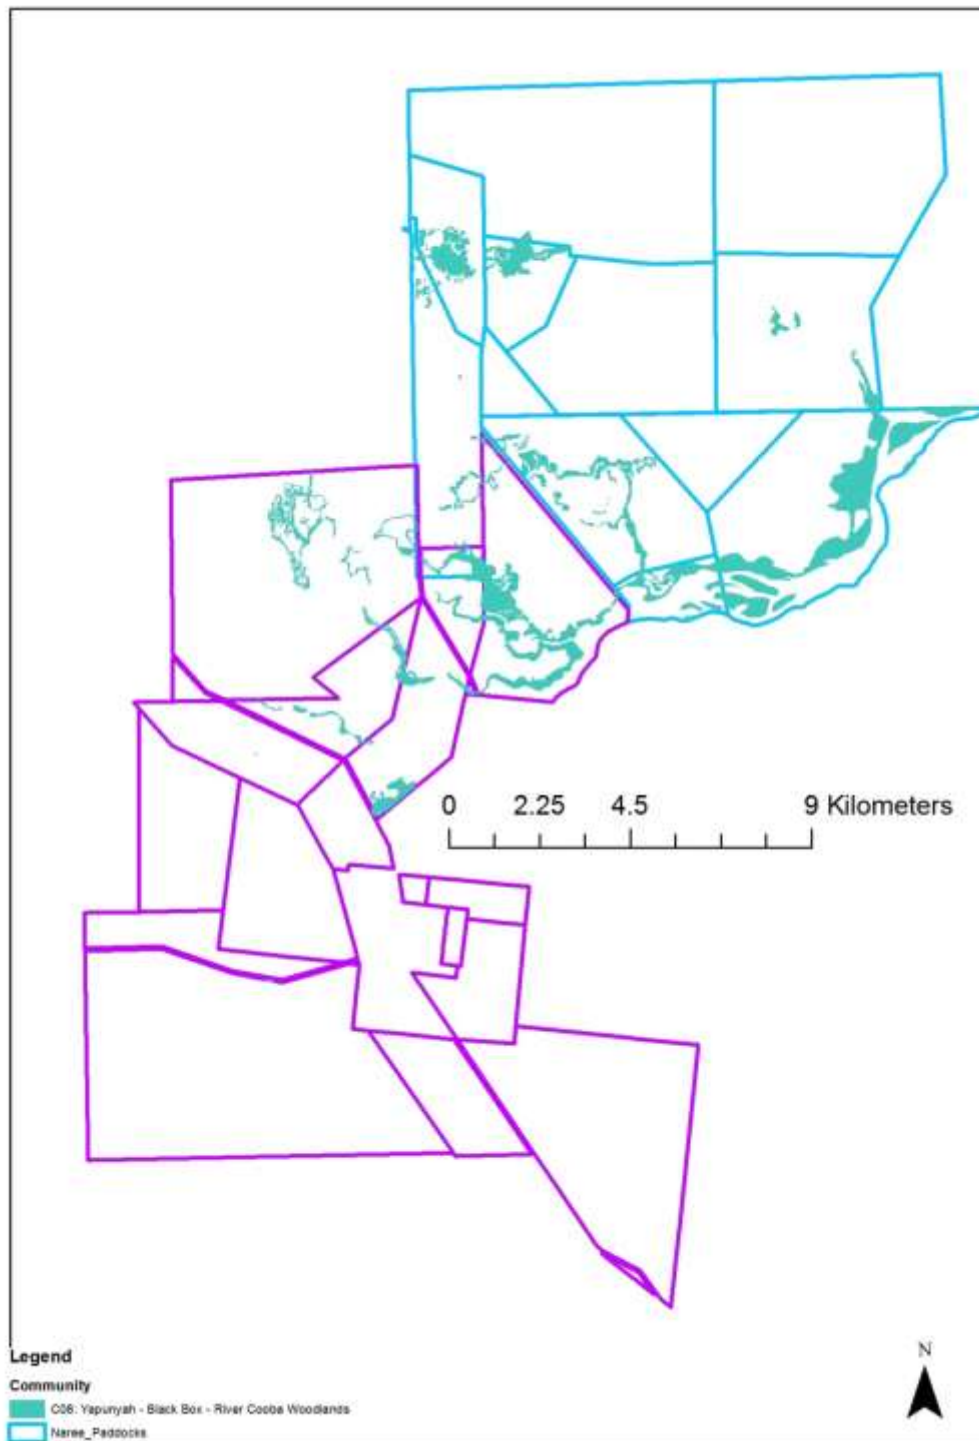 0 2.25 4.5 9 Kilometers
N
Legend
Community
C08: Yapunyah - Black Box - River Cooba Woodlands
Naree_Paddocks